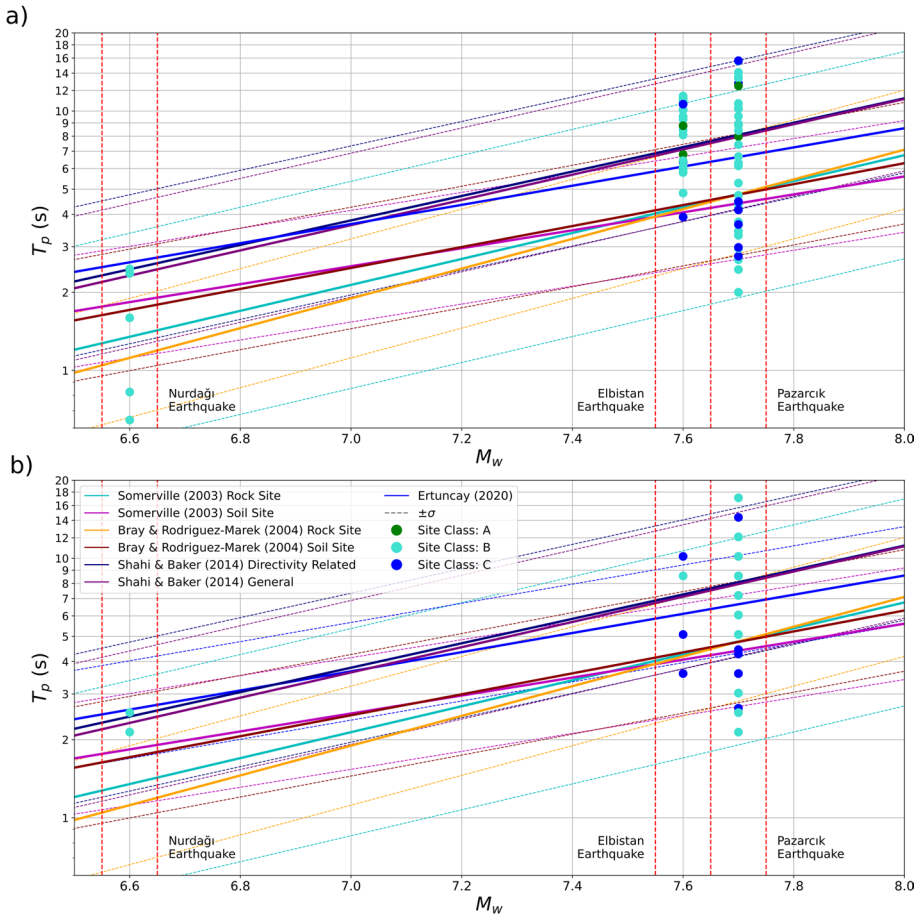 a)
20
18
16
14
12
10
9
8
7
6
5
4
3
2
1
T_p (s)
Nurdağı
Earthquake
Elbistan
Earthquake
Pazarcık
Earthquake
6.6 6.8 7.0 7.2 7.4 7.6 7.8 8.0
M_w
b)
20
18
16
14
12
10
9
8
7
6
5
4
3
2
1
T_p (s)
Somerville (2003) Rock Site
Somerville (2003) Soil Site
Bray & Rodriguez-Marek (2004) Rock Site
Bray & Rodriguez-Marek (2004) Soil Site
Shahi & Baker (2014) Directivity Related
Shahi & Baker (2014) General
Ertuncay (2020)
±σ
Site Class: A
Site Class: B
Site Class: C
Nurdağı
Earthquake
Elbistan
Earthquake
Pazarcık
Earthquake
6.6 6.8 7.0 7.2 7.4 7.6 7.8 8.0
M_w